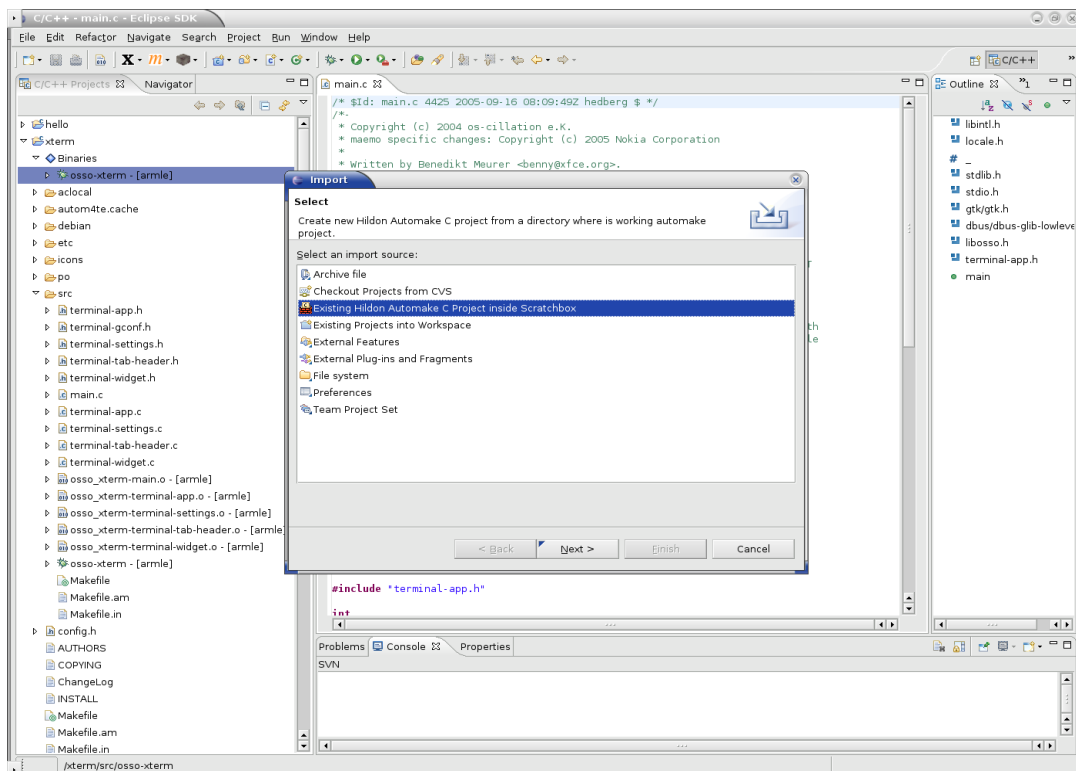 C/C++ - main.c - Eclipse SDK
File Edit Refactor Navigate Search Project Run Window Help
C/C++
»
C/C++ Projects
Navigator
hello
xterm
Binaries
osso-xterm - [armle]
aclocal
autom4te.cache
debian
etc
icons
po
src
terminal-app.h
terminal-gconf.h
terminal-settings.h
terminal-tab-header.h
terminal-widget.h
main.c
terminal-app.c
terminal-settings.c
terminal-tab-header.c
terminal-widget.c
osso_xterm-main.o - [armle]
osso_xterm-terminal-app.o - [armle]
osso_xterm-terminal-settings.o - [armle]
osso_xterm-terminal-tab-header.o - [armle]
osso_xterm-terminal-widget.o - [armle]
osso-xterm - [armle]
Makefile
Makefile.am
Makefile.in
config.h
AUTHORS
COPYING
ChangeLog
INSTALL
Makefile
Makefile.am
Makefile.in
main.c
/* $Id: main.c 4425 2005-09-16 08:09:49Z hedberg $ */
/*-
* Copyright (c) 2004 os-cillation e.K.
* maemo specific changes: Copyright (c) 2005 Nokia Corporation
*
* Written by Benedikt Meurer <benny@xfce.org>.
th
le
#include "terminal-app.h"
int
Import
Select
Create new Hildon Automake C project from a directory where is working automake
project.
Select an import source:
Archive file
Checkout Projects from CVS
Existing Hildon Automake C Project inside Scratchbox
Existing Projects into Workspace
External Features
External Plug-ins and Fragments
File system
Preferences
Team Project Set
< Back
Next >
Finish
Cancel
Outline
»1
libintl.h
locale.h
# _
stdlib.h
stdio.h
gtk/gtk.h
dbus/dbus-glib-lowleve
libosso.h
terminal-app.h
main
Problems
Console
Properties
SVN
/xterm/src/osso-xterm